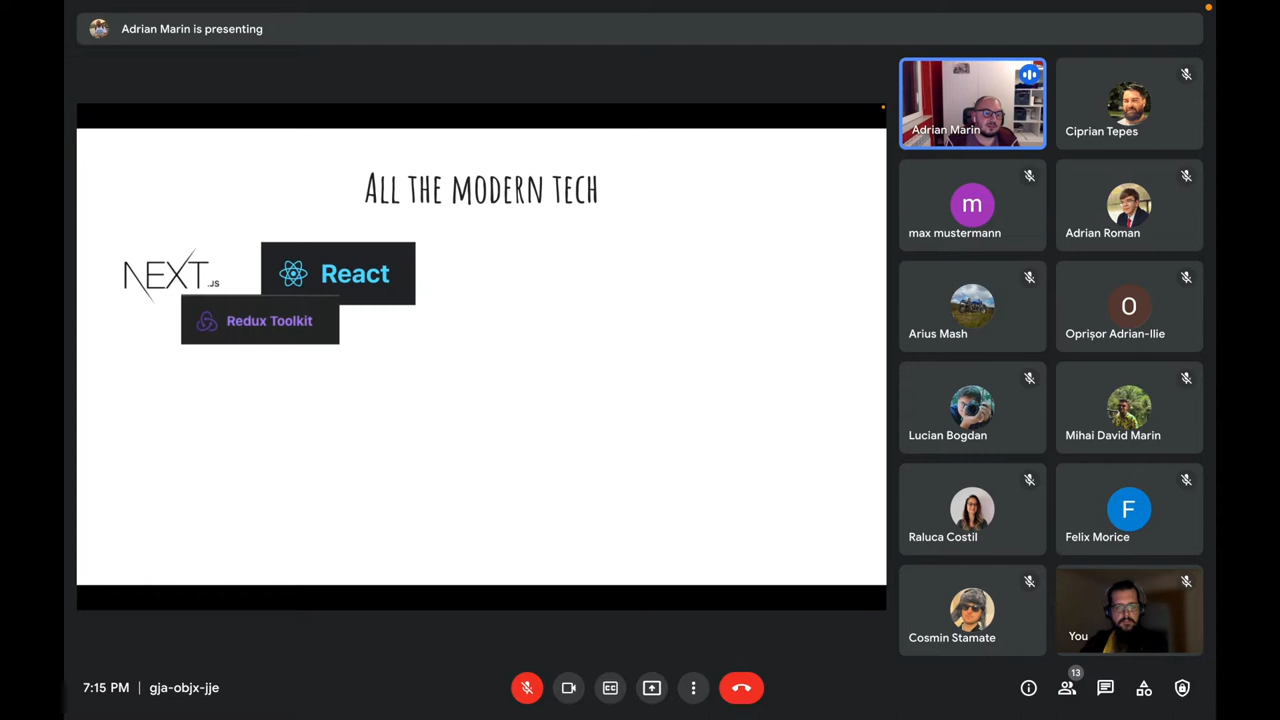 Adrian Marin is presenting
All the modern tech
NEXT.JS
React
Redux Toolkit
Adrian Marin
Ciprian Tepes
m
max mustermann
Adrian Roman
Arius Mash
O
Oprișor Adrian-Ilie
Lucian Bogdan
Mihai David Marin
Raluca Costil
F
Felix Morice
Cosmin Stamate
You
7:15 PM | gja-objx-jje
CC
13